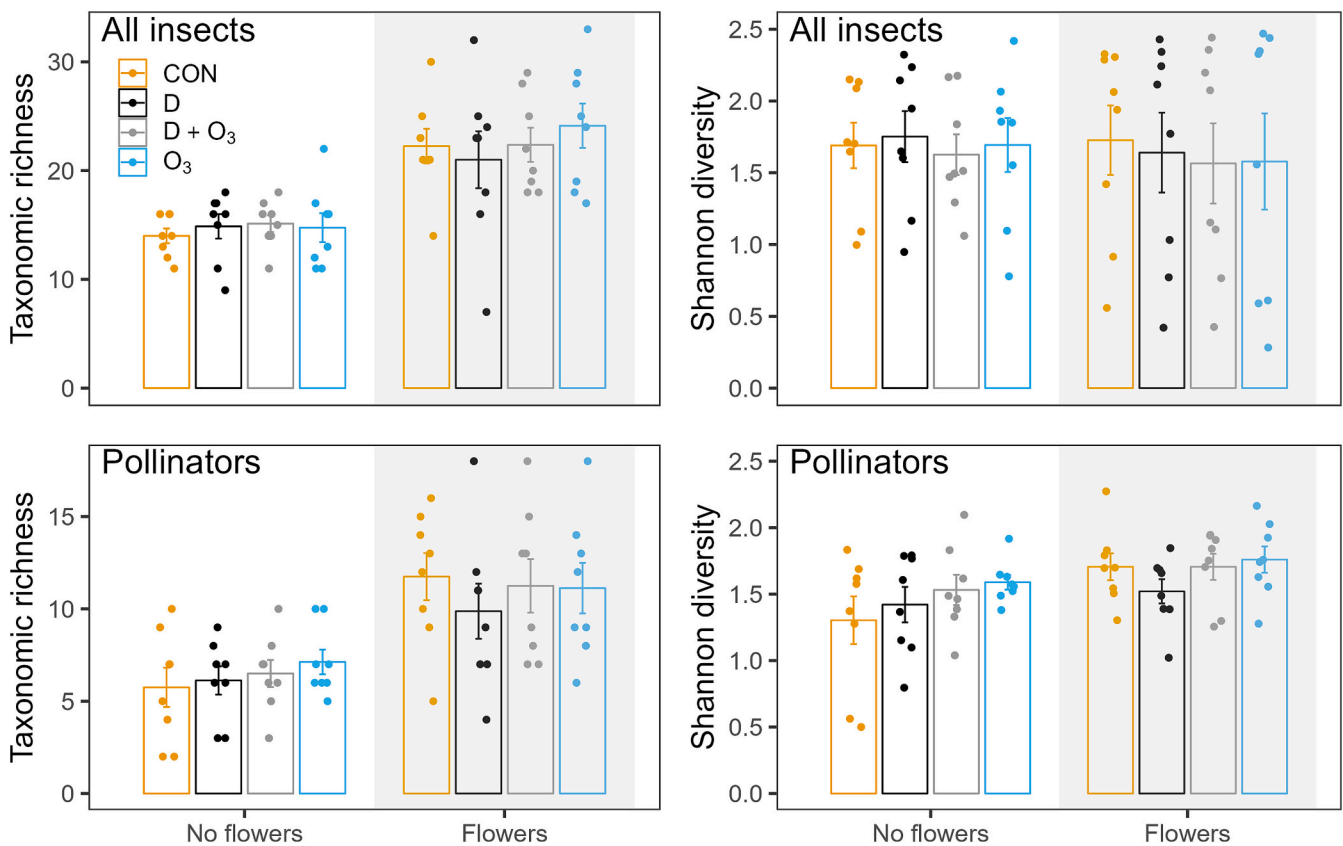 All insects
CON
D
D + O₃
O₃
Taxonomic richness
30
20
10
0
All insects
Shannon diversity
2.5
2.0
1.5
1.0
0.5
0.0
Pollinators
Taxonomic richness
15
10
5
0
No flowers
Flowers
Pollinators
Shannon diversity
2.5
2.0
1.5
1.0
0.5
0.0
No flowers
Flowers